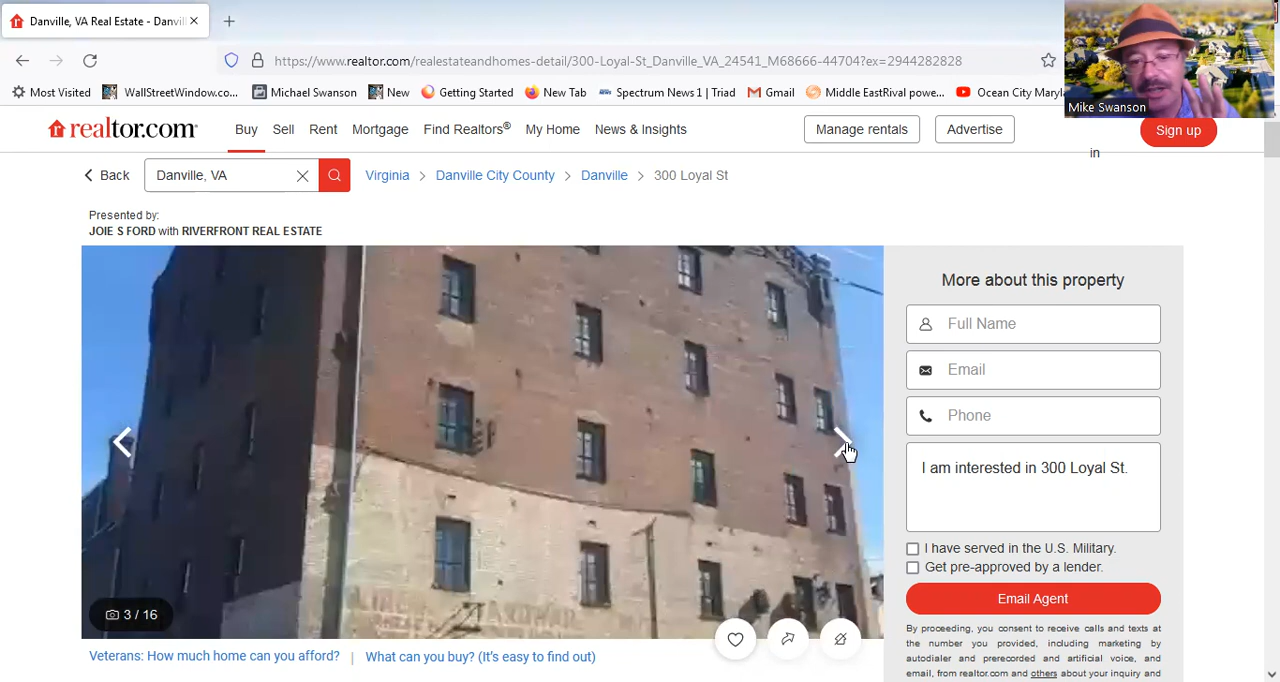 Danville, VA Real Estate - Danvil
https://www.realtor.com/realestateandhomes-detail/300-Loyal-St_Danville_VA_24541_M68666-44704?ex=2944282828
Most Visited WallStreetWindow.co... Michael Swanson New Getting Started New Tab Spectrum News 1 | Triad Gmail Middle EastRival powe... Ocean City Maryl
Mike Swanson
realtor.com® Buy Sell Rent Mortgage Find Realtors® My Home News & Insights Manage rentals Advertise Sign up
in
Back Danville, VA Virginia > Danville City County > Danville > 300 Loyal St
Presented by:
JOIE S FORD with RIVERFRONT REAL ESTATE
More about this property
Full Name
Email
Phone
I am interested in 300 Loyal St.
I have served in the U.S. Military.
Get pre-approved by a lender.
Email Agent
3 / 16
By proceeding, you consent to receive calls and texts at
the number you provided, including marketing by
autodialer and prerecorded and artificial voice, and
email, from realtor.com and others about your inquiry and
Veterans: How much home can you afford? | What can you buy? (It's easy to find out)